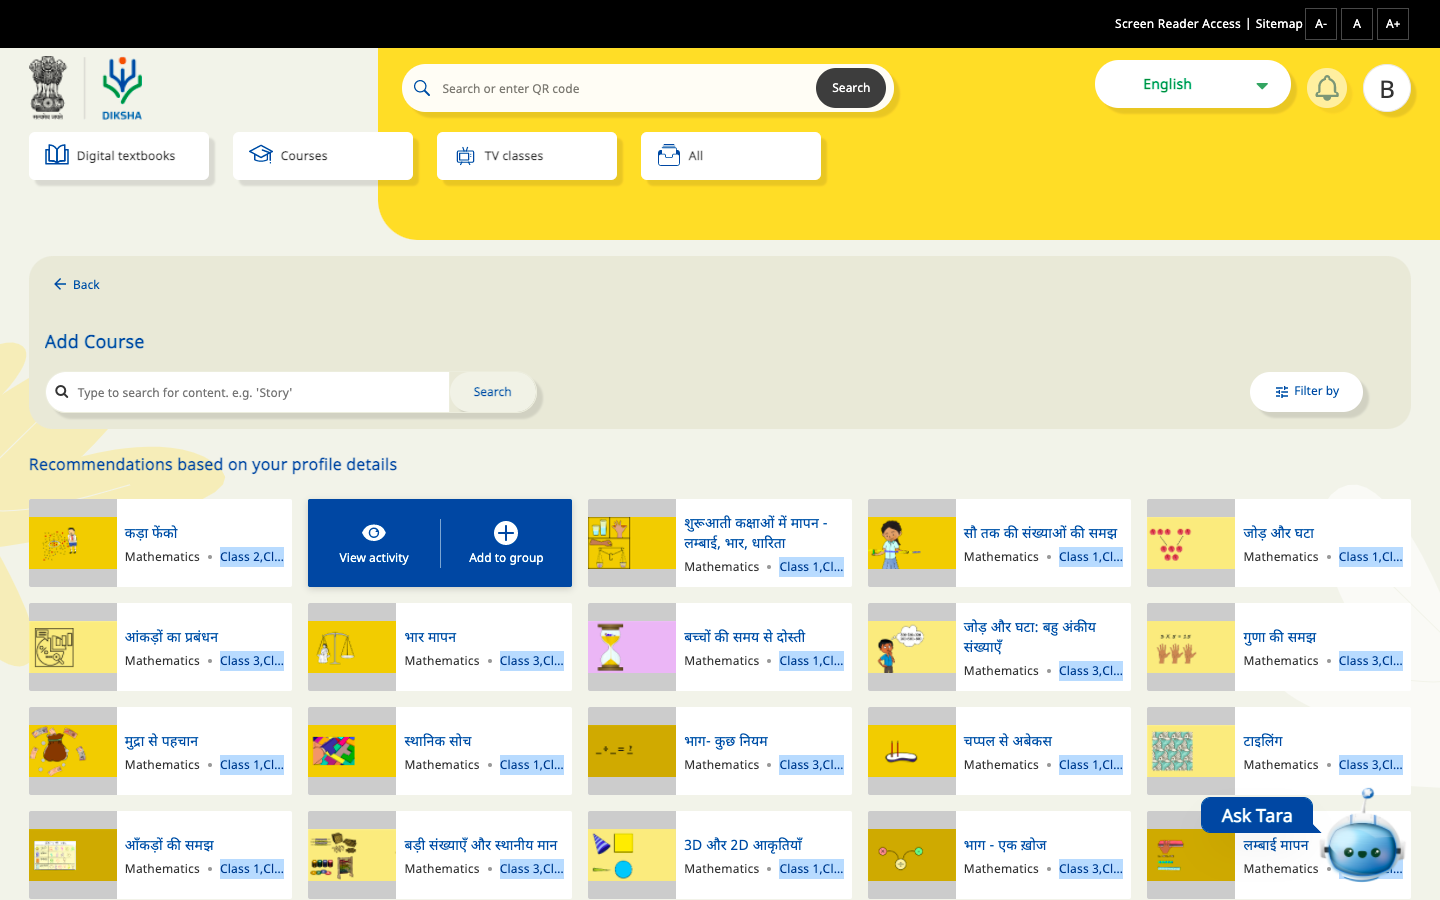 Screen Reader Access | Sitemap A- A A+
DIKSHA
Search or enter QR code Search
English
B
Digital textbooks
Courses
TV classes
All
Back
Add Course
Type to search for content. e.g. 'Story' Search
Filter by
Recommendations based on your profile details
कड़ा फेंको
Mathematics • Class 2,Cl...
View activity
Add to group
शुरूआती कक्षाओं में मापन -
लम्बाई, भार, धारिता
Mathematics • Class 1,Cl...
सौ तक की संख्याओं की समझ
Mathematics • Class 1,Cl...
जोड़ और घटा
Mathematics • Class 1,Cl...
आंकड़ों का प्रबंधन
Mathematics • Class 3,Cl...
भार मापन
Mathematics • Class 3,Cl...
बच्चों की समय से दोस्ती
Mathematics • Class 1,Cl...
जोड़ और घटा: बहु अंकीय
संख्याएँ
Mathematics • Class 3,Cl...
गुणा की समझ
Mathematics • Class 3,Cl...
मुद्रा से पहचान
Mathematics • Class 1,Cl...
स्थानिक सोच
Mathematics • Class 1,Cl...
भाग- कुछ नियम
Mathematics • Class 3,Cl...
चप्पल से अबेकस
Mathematics • Class 1,Cl...
टाइलिंग
Mathematics • Class 3,Cl...
आँकड़ों की समझ
Mathematics • Class 1,Cl...
बड़ी संख्याएँ और स्थानीय मान
Mathematics • Class 3,Cl...
3D और 2D आकृतियाँ
Mathematics • Class 1,Cl...
भाग - एक ख़ोज
Mathematics • Class 3,Cl...
Ask Tara
लम्बाई मापन
Mathematics